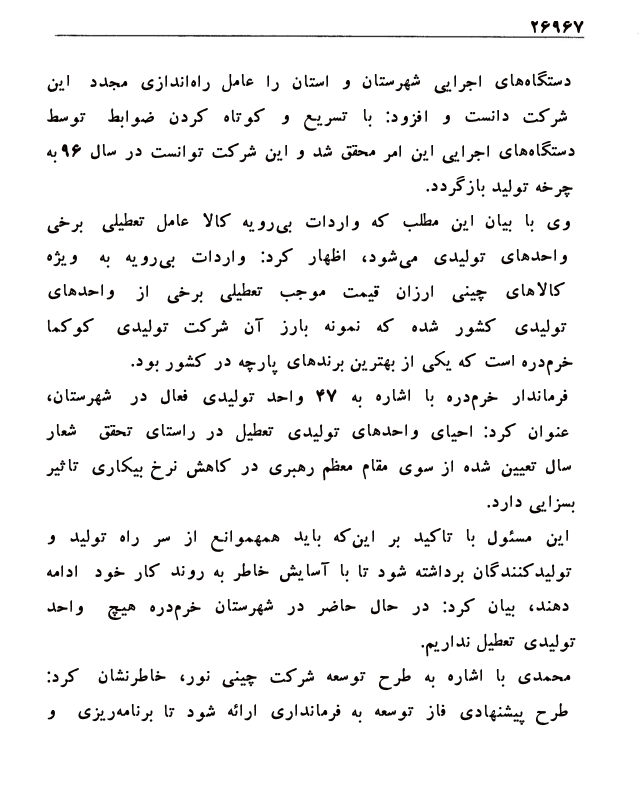 ۲۶۹۶۷
دستگاه‌های اجرایی شهرستان و استان را عامل راه‌اندازی مجدد این
شرکت دانست و افزود: با تسریع و کوتاه کردن ضوابط توسط
دستگاه‌های اجرایی این امر محقق شد و این شرکت توانست در سال ۹۶ به
چرخه تولید بازگردد.
وی با بیان این مطلب که واردات بی‌رویه کالا عامل تعطیلی برخی
واحدهای تولیدی می‌شود، اظهار کرد: واردات بی‌رویه به ویژه
کالاهای چینی ارزان قیمت موجب تعطیلی برخی از واحدهای
تولیدی کشور شده که نمونه بارز آن شرکت تولیدی کوکما
خرم‌دره است که یکی از بهترین برندهای پارچه در کشور بود.
فرماندار خرم‌دره با اشاره به ۴۷ واحد تولیدی فعال در شهرستان،
عنوان کرد: احیای واحدهای تولیدی تعطیل در راستای تحقق شعار
سال تعیین شده از سوی مقام معظم رهبری در کاهش نرخ بیکاری تاثیر
بسزایی دارد.
این مسئول با تاکید بر این‌که باید همهموانع از سر راه تولید و
تولیدکنندگان برداشته شود تا با آسایش خاطر به روند کار خود ادامه
دهند، بیان کرد: در حال حاضر در شهرستان خرم‌دره هیچ واحد
تولیدی تعطیل نداریم.
محمدی با اشاره به طرح توسعه شرکت چینی نور، خاطرنشان کرد:
طرح پیشنهادی فاز توسعه به فرمانداری ارائه شود تا برنامه‌ریزی و